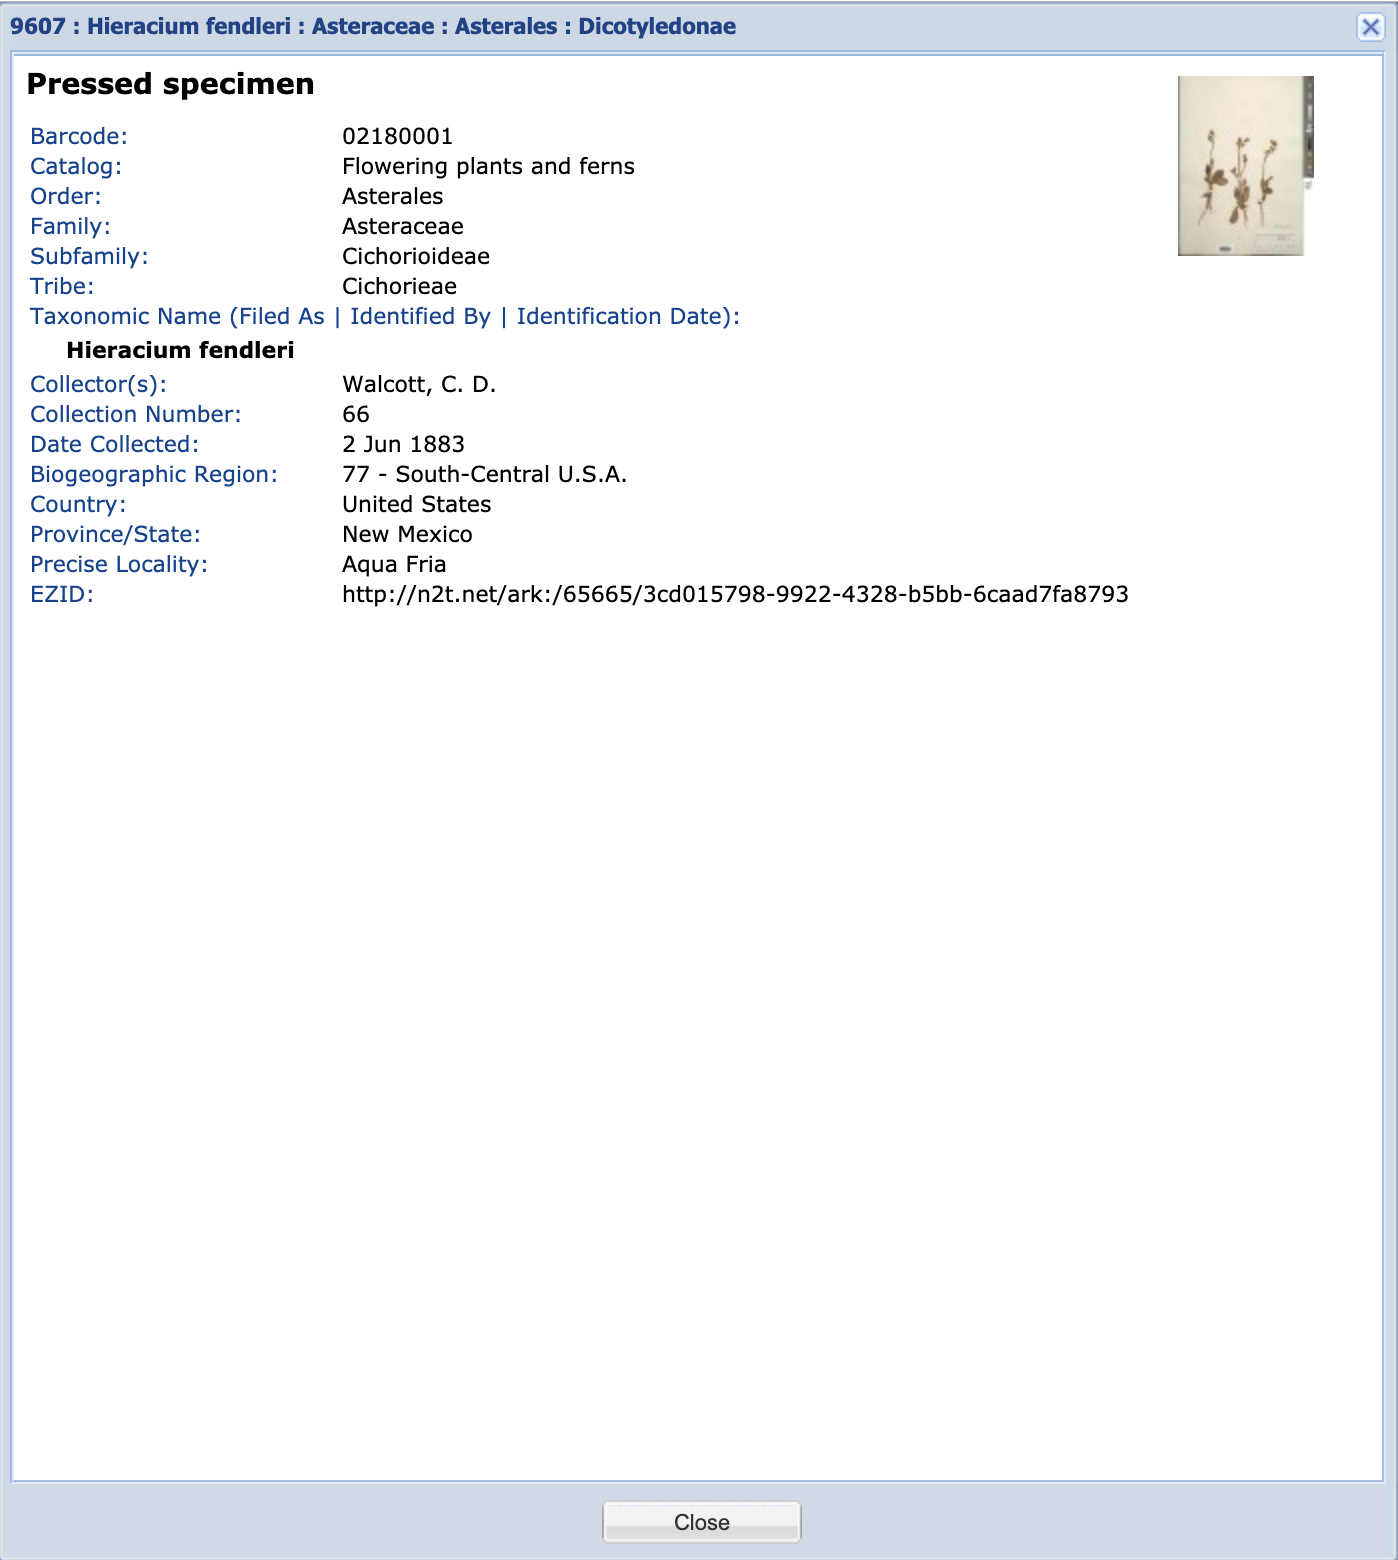 9607 : Hieracium fendleri : Asteraceae : Asterales : Dicotyledonae
Pressed specimen
Barcode: 02180001
Catalog: Flowering plants and ferns
Order: Asterales
Family: Asteraceae
Subfamily: Cichorioideae
Tribe: Cichorieae
Taxonomic Name (Filed As | Identified By | Identification Date):
Hieracium fendleri
Collector(s): Walcott, C. D.
Collection Number: 66
Date Collected: 2 Jun 1883
Biogeographic Region: 77 - South-Central U.S.A.
Country: United States
Province/State: New Mexico
Precise Locality: Aqua Fria
EZID: http://n2t.net/ark:/65665/3cd015798-9922-4328-b5bb-6caad7fa8793
Close